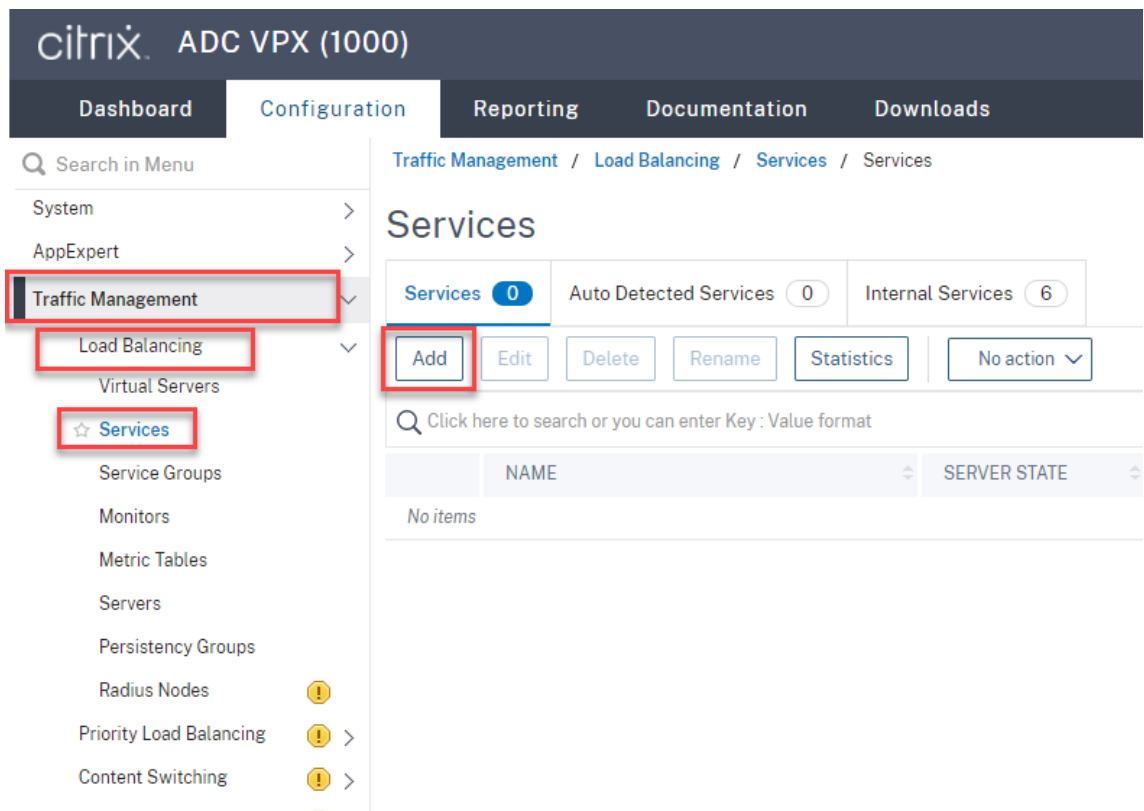 citrix. ADC VPX (1000)
Dashboard Configuration Reporting Documentation Downloads
Search in Menu
Traffic Management / Load Balancing / Services / Services
System
AppExpert
Traffic Management
Load Balancing
Virtual Servers
Services
Service Groups
Monitors
Metric Tables
Servers
Persistency Groups
Radius Nodes
Priority Load Balancing
Content Switching
Services
Services 0 Auto Detected Services 0 Internal Services 6
Add Edit Delete Rename Statistics No action
Click here to search or you can enter Key : Value format
NAME SERVER STATE
No items